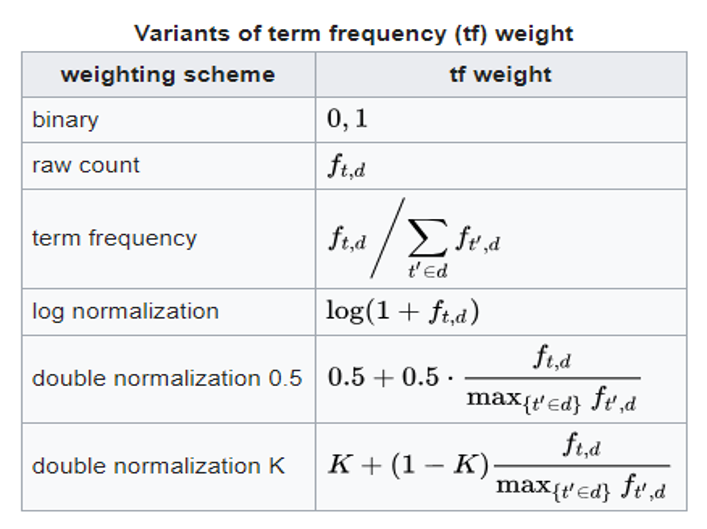 Variants of term frequency (tf) weight
weighting scheme tf weight
binary 0, 1
raw count f_{t,d}
term frequency f_{t,d} / ∑_{t′∈d} f_{t′,d}
log normalization log(1 + f_{t,d})
double normalization 0.5 0.5 + 0.5 · \frac{f_{t,d}}{max_{\{t′∈d\}} f_{t′,d}}
double normalization K K + (1 − K) \frac{f_{t,d}}{max_{\{t′∈d\}} f_{t′,d}}